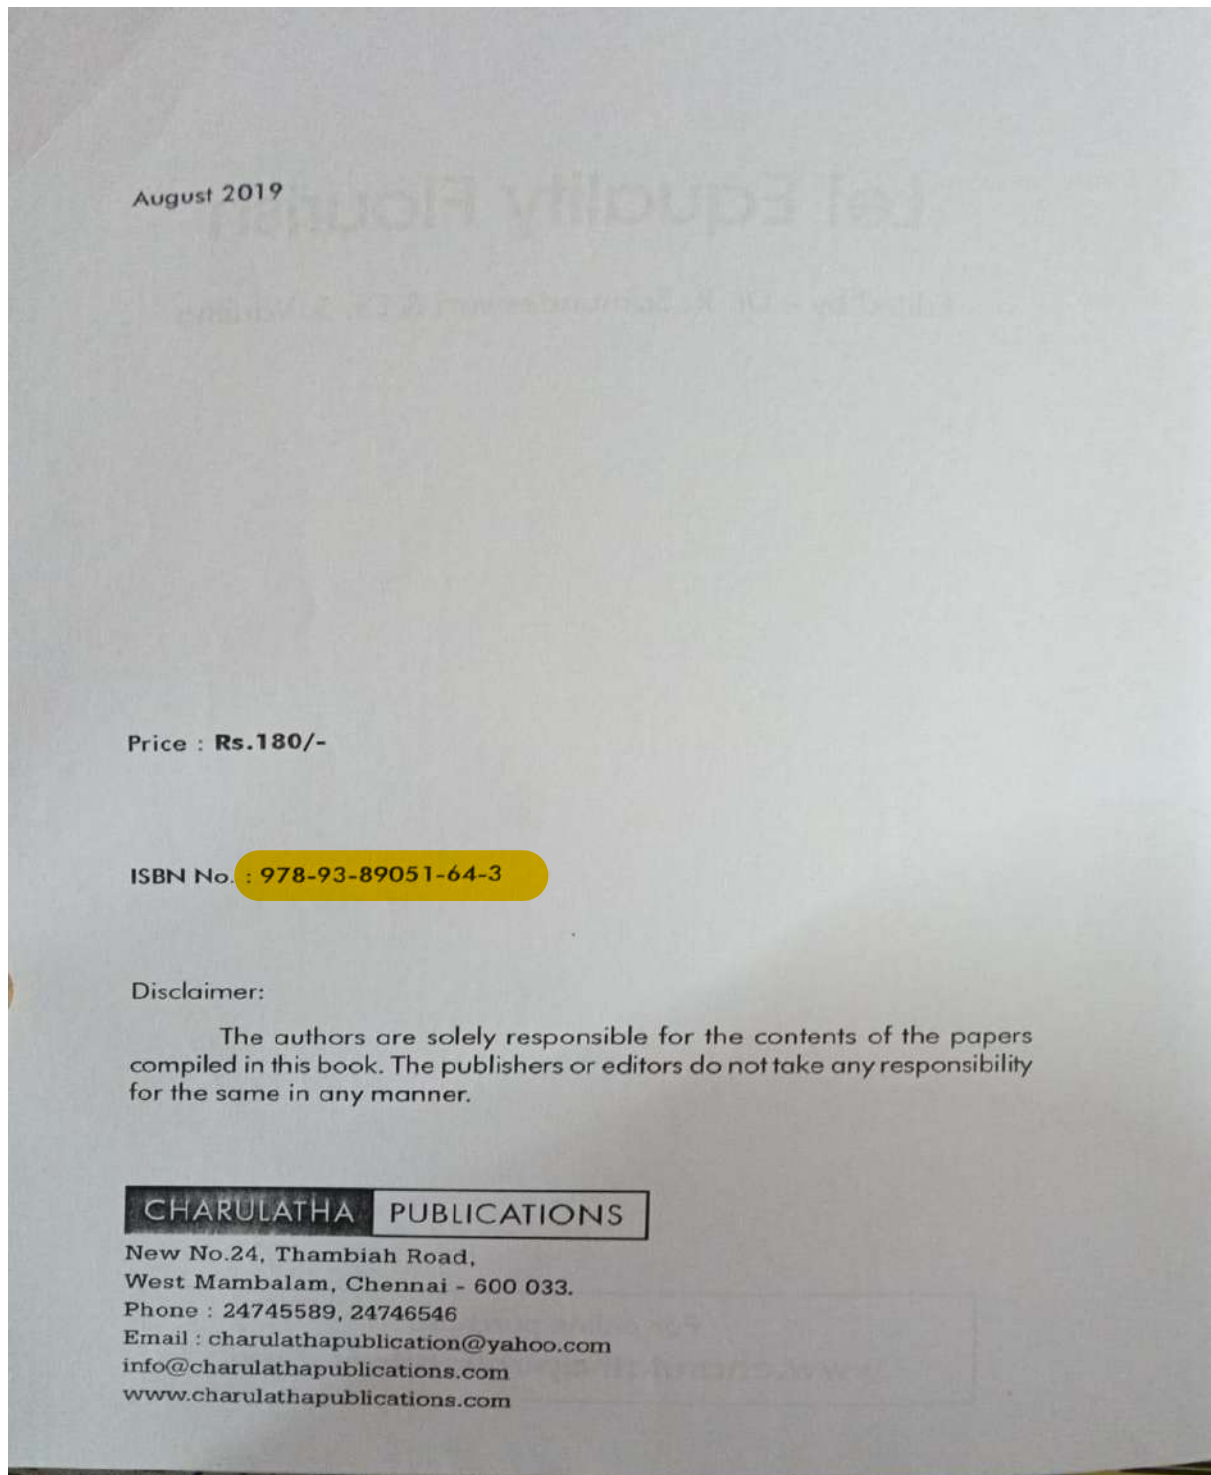 August 2019
Price : Rs.180/-
ISBN No. : 978-93-89051-64-3
Disclaimer:
The authors are solely responsible for the contents of the papers
compiled in this book. The publishers or editors do not take any responsibility
for the same in any manner.
CHARULATHA PUBLICATIONS
New No.24, Thambiah Road,
West Mambalam, Chennai - 600 033.
Phone : 24745589, 24746546
Email : charulathapublication@yahoo.com
info@charulathapublications.com
www.charulathapublications.com